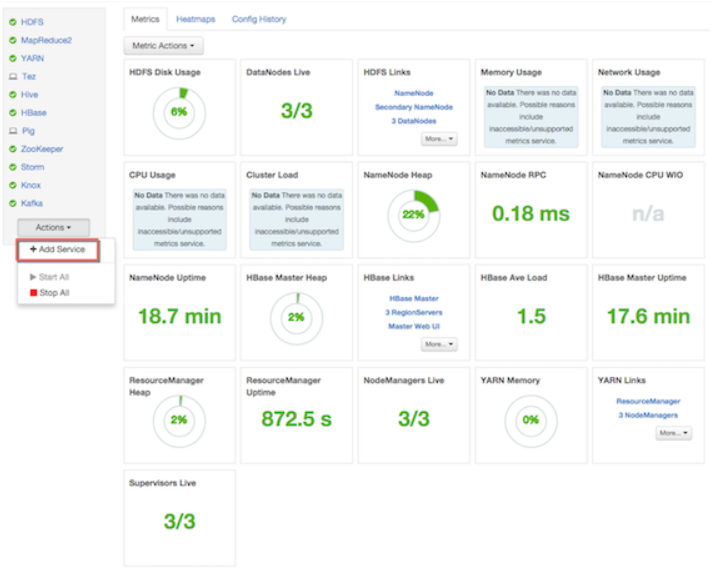 HDFS
MapReduce2
YARN
Tez
Hive
HBase
Pig
ZooKeeper
Storm
Knox
Kafka
Actions
+ Add Service
Start All
Stop All
Metrics Heatmaps Config History
Metric Actions
HDFS Disk Usage
6%
DataNodes Live
3/3
HDFS Links
NameNode
Secondary NameNode
3 DataNodes
More...
Memory Usage
No Data There was no data
available. Possible reasons
include
inaccessible/unsupported
metrics service.
Network Usage
No Data There was no data
available. Possible reasons
include
inaccessible/unsupported
metrics service.
CPU Usage
No Data There was no data
available. Possible reasons
include
inaccessible/unsupported
metrics service.
Cluster Load
No Data There was no data
available. Possible reasons
include
inaccessible/unsupported
metrics service.
NameNode Heap
22%
NameNode RPC
0.18 ms
NameNode CPU WIO
n/a
NameNode Uptime
18.7 min
HBase Master Heap
2%
HBase Links
HBase Master
3 RegionServers
Master Web UI
More...
HBase Ave Load
1.5
HBase Master Uptime
17.6 min
ResourceManager
Heap
2%
ResourceManager
Uptime
872.5 s
NodeManagers Live
3/3
YARN Memory
0%
YARN Links
ResourceManager
3 NodeManagers
More...
Supervisors Live
3/3